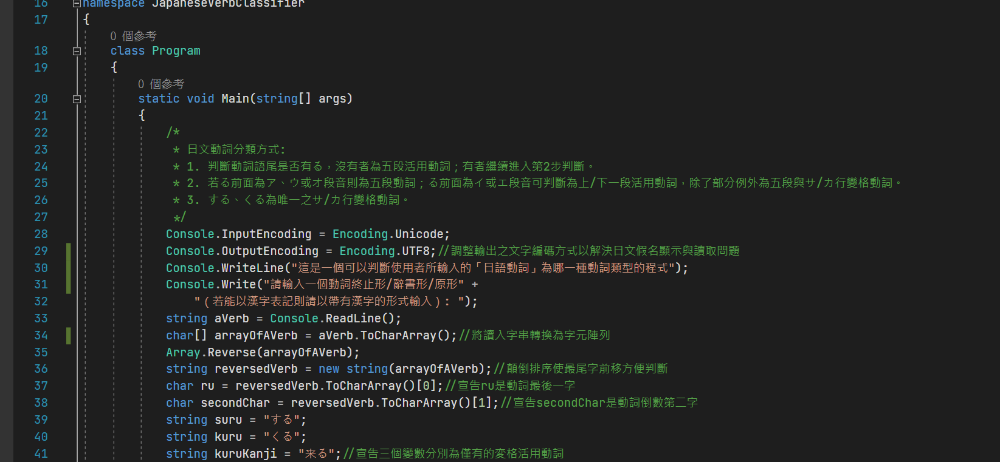 16 namespace JapaneseVerbClassifier
17 {
0 個參考
18 class Program
19 {
0 個參考
20 static void Main(string[] args)
21 {
22 /*
23 * 日文動詞分類方式:
24 * 1. 判斷動詞語尾是否有る，沒有者為五段活用動詞；有者繼續進入第2步判斷。
25 * 2. 若る前面為ア、ウ或オ段音則為五段動詞；る前面為イ或エ段音可判斷為上/下一段活用動詞，除了部分例外為五段與サ/カ行變格動詞。
26 * 3. する、くる為唯一之サ/カ行變格動詞。
27 */
28 Console.InputEncoding = Encoding.Unicode;
29 Console.OutputEncoding = Encoding.UTF8;//調整輸出之文字編碼方式以解決日文假名顯示與讀取問題
30 Console.WriteLine("這是一個可以判斷使用者所輸入的「日語動詞」為哪一種動詞類型的程式");
31 Console.Write("請輸入一個動詞終止形/辭書形/原形" +
32 "（若能以漢字表記則請以帶有漢字的形式輸入）: ");
33 string aVerb = Console.ReadLine();
34 char[] arrayOfAVerb = aVerb.ToCharArray();//將讀入字串轉換為字元陣列
35 Array.Reverse(arrayOfAVerb);
36 string reversedVerb = new string(arrayOfAVerb);//顛倒排序使最尾字前移方便判斷
37 char ru = reversedVerb.ToCharArray()[0];//宣告ru是動詞最後一字
38 char secondChar = reversedVerb.ToCharArray()[1];//宣告secondChar是動詞倒數第二字
39 string suru = "する";
40 string kuru = "くる";
41 string kuruKanji = "来る";//宣告三個變數分別為僅有的変格活用動詞